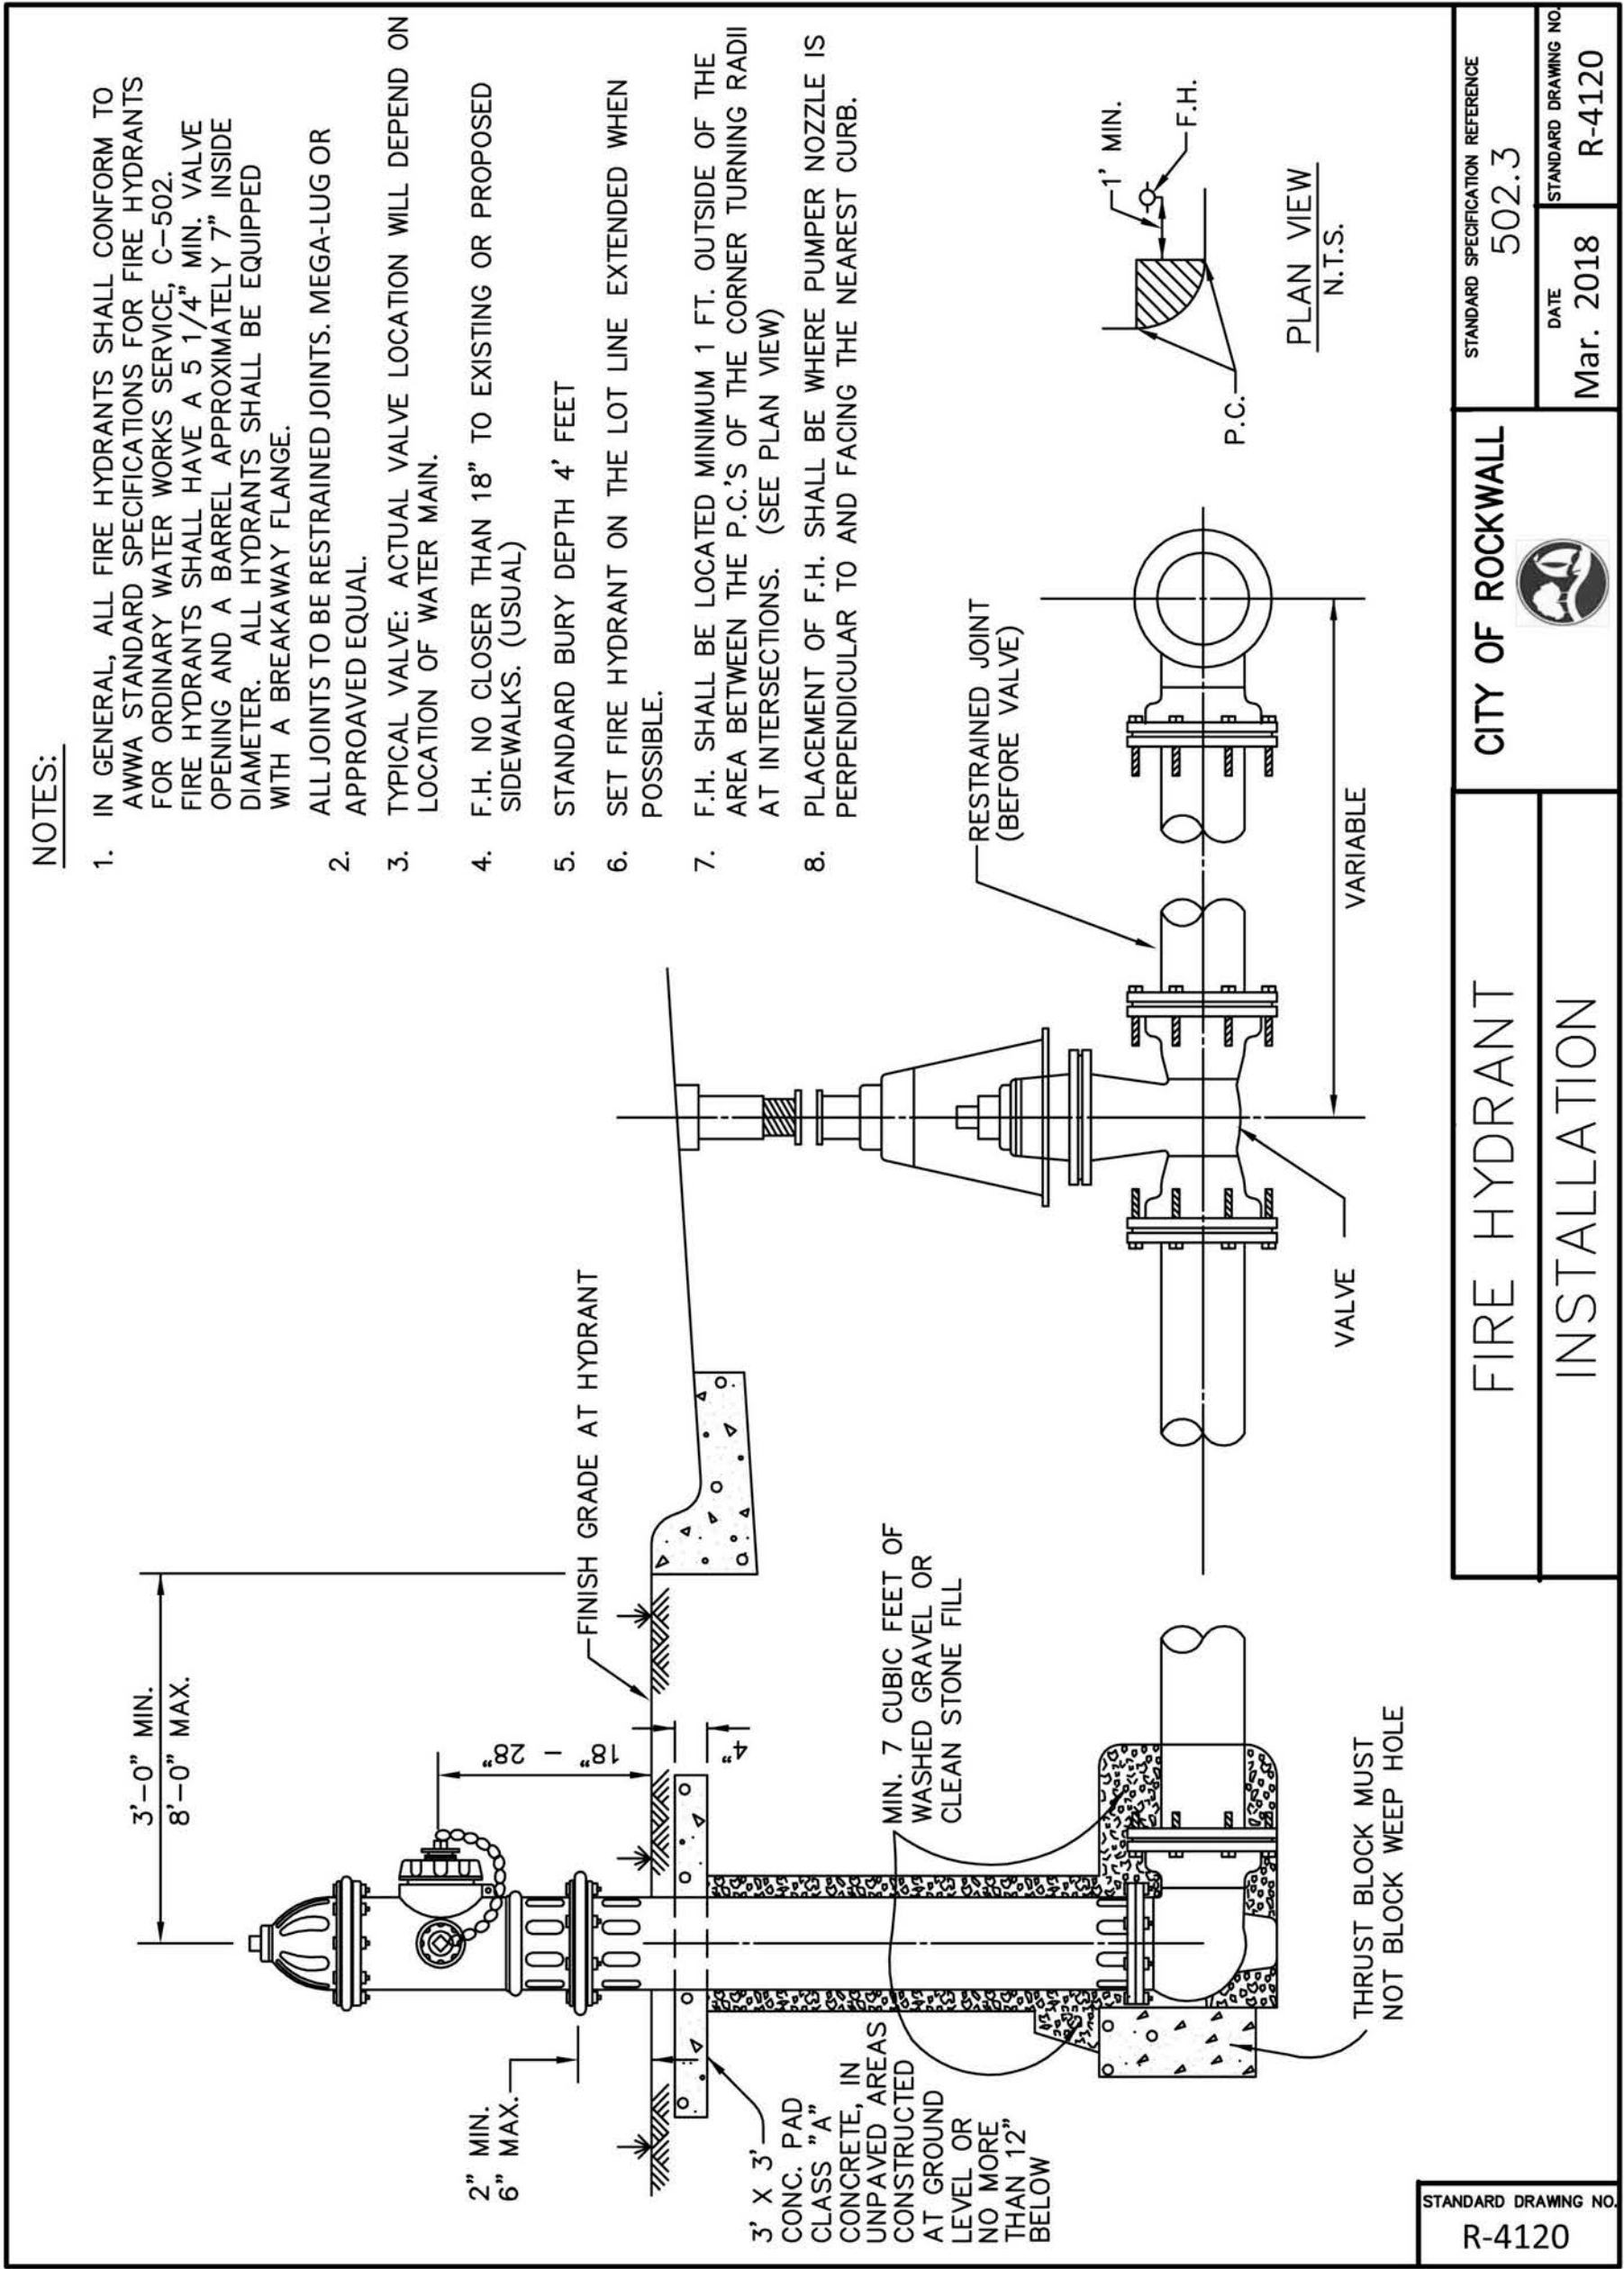 NOTES:
1. IN GENERAL, ALL FIRE HYDRANTS SHALL CONFORM TO
AWWA STANDARD SPECIFICATIONS FOR FIRE HYDRANTS
FOR ORDINARY WATER WORKS SERVICE, C-502.
FIRE HYDRANTS SHALL HAVE A 5 1/4" MIN. VALVE
OPENING AND A BARREL APPROXIMATELY 7" INSIDE
DIAMETER. ALL HYDRANTS SHALL BE EQUIPPED
WITH A BREAKAWAY FLANGE.
2. ALL JOINTS TO BE RESTRAINED JOINTS. MEGA-LUG OR
APPROAVED EQUAL.
3. TYPICAL VALVE: ACTUAL VALVE LOCATION WILL DEPEND ON
LOCATION OF WATER MAIN.
4. F.H. NO CLOSER THAN 18" TO EXISTING OR PROPOSED
SIDEWALKS. (USUAL)
5. STANDARD BURY DEPTH 4' FEET
6. SET FIRE HYDRANT ON THE LOT LINE EXTENDED WHEN
POSSIBLE.
7. F.H. SHALL BE LOCATED MINIMUM 1 FT. OUTSIDE OF THE
AREA BETWEEN THE P.C.'S OF THE CORNER TURNING RADII
AT INTERSECTIONS. (SEE PLAN VIEW)
8. PLACEMENT OF F.H. SHALL BE WHERE PUMPER NOZZLE IS
PERPENDICULAR TO AND FACING THE NEAREST CURB.
3'-0" MIN.
8'-0" MAX.
18" - 28"
4"
2" MIN.
6" MAX.
FINISH GRADE AT HYDRANT
3' X 3'
CONC. PAD
CLASS "A"
CONCRETE, IN
UNPAVED AREAS
CONSTRUCTED
AT GROUND
LEVEL OR
NO MORE
THAN 12"
BELOW
MIN. 7 CUBIC FEET OF
WASHED GRAVEL OR
CLEAN STONE FILL
THRUST BLOCK MUST
NOT BLOCK WEEP HOLE
RESTRAINED JOINT
(BEFORE VALVE)
VALVE
VARIABLE
1' MIN.
F.H.
P.C.
PLAN VIEW
N.T.S.
FIRE HYDRANT
INSTALLATION
CITY OF ROCKWALL
STANDARD SPECIFICATION REFERENCE
502.3
DATE
Mar. 2018
STANDARD DRAWING NO.
R-4120
STANDARD DRAWING NO.
R-4120